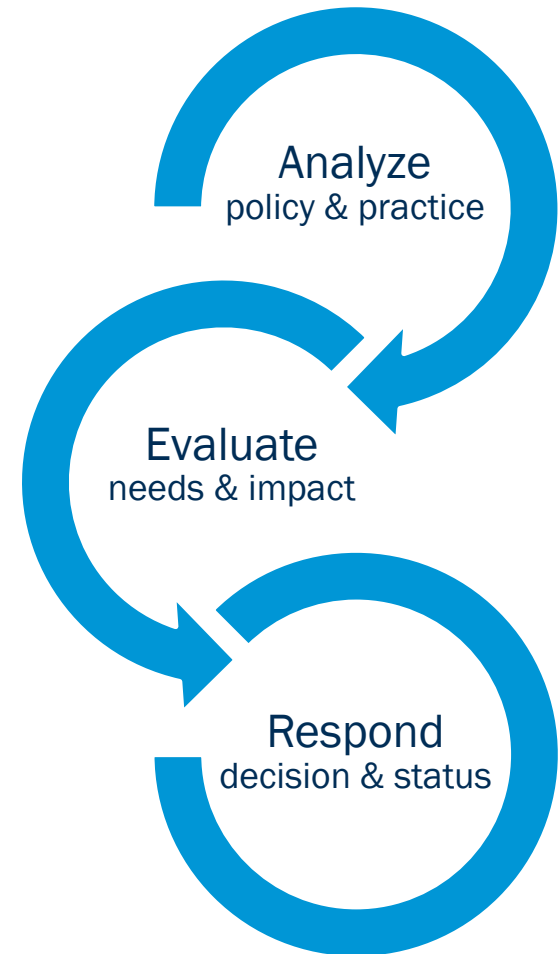 Analyze
policy & practice
Evaluate
needs & impact
Respond
decision & status